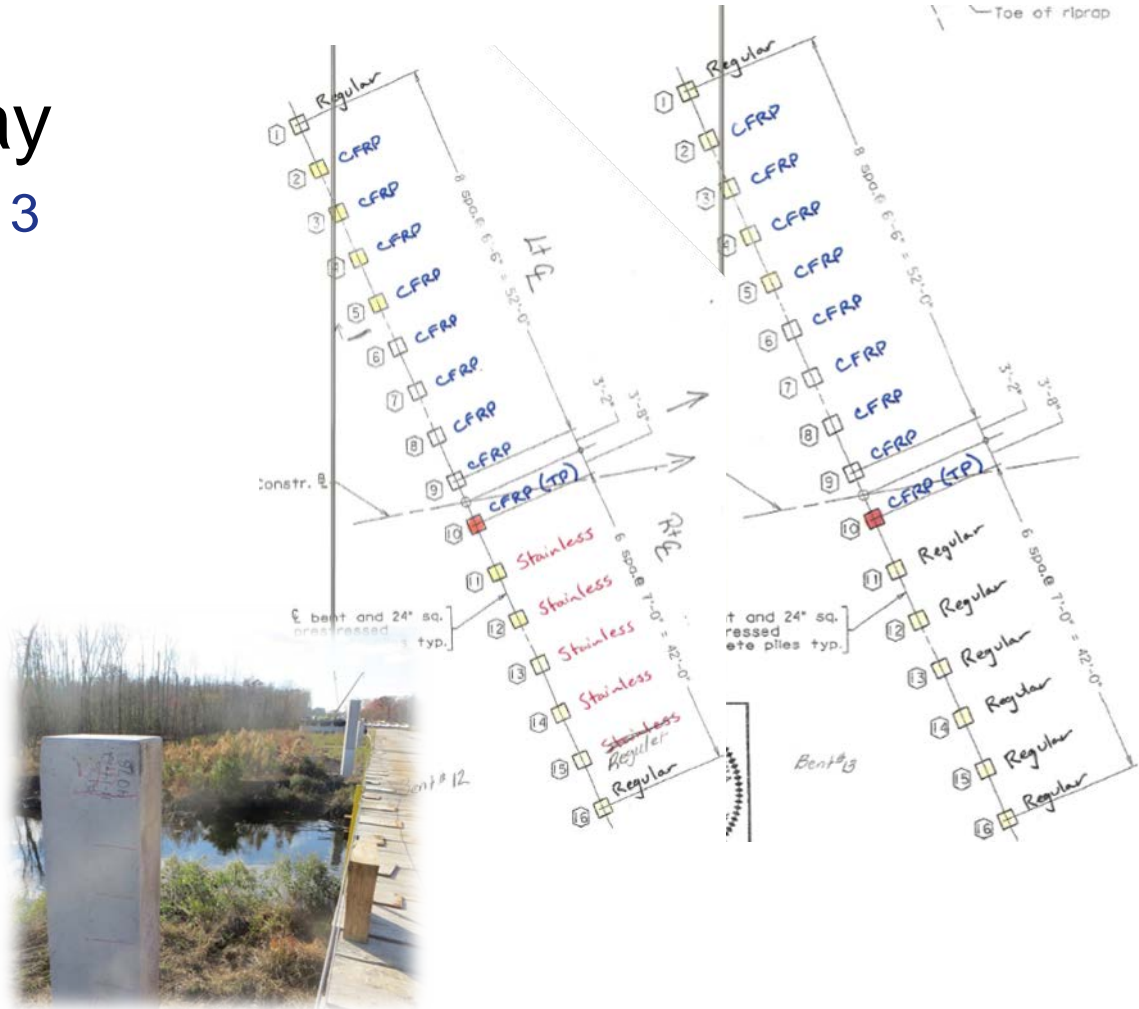 ay
3
Toe of riprap
1 Regular
2 CFRP
3 CFRP
4 CFRP
5 CFRP
6 CFRP
7 CFRP
8 CFRP
9 CFRP
10 CFRP (TP)
11 Stainless
12 Stainless
13 Stainless
14 Stainless
15 Stainless
Regular
16 Regular
8 spa.@ 6'-6" = 52'-0"
Lt ℄
3'-2"
3'-8"
Constr. ℄
Rt ℄
6 spa.@ 7'-0" = 42'-0"
℄ bent and 24" sq.
prestressed
typ.
ent# 12
1 Regular
2 CFRP
3 CFRP
4 CFRP
5 CFRP
6 CFRP
7 CFRP
8 CFRP
9 CFRP
10 CFRP (TP)
11 Regular
12 Regular
13 Regular
14 Regular
15 Regular
16 Regular
8 spa.@ 6'-6" = 52'-0"
3'-2"
3'-8"
6 spa.@ 7'-0" = 42'-0"
t and 24" sq.
ressed
ete piles typ.
Bent#13